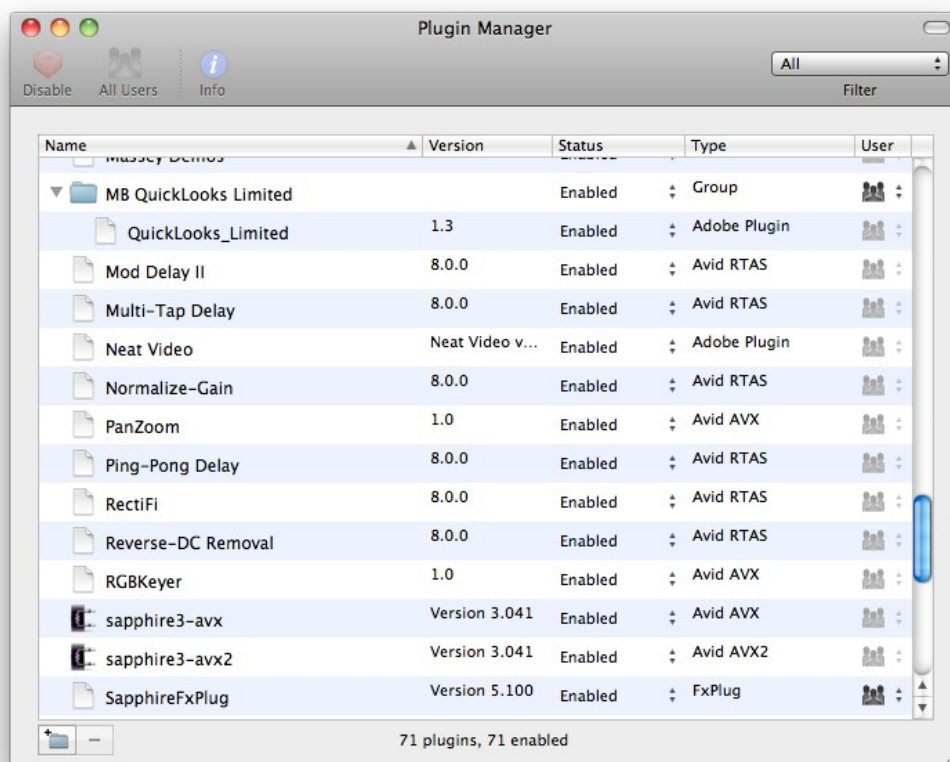 Plugin Manager
Disable All Users Info All
Filter
Name Version Status Type User
Massey Demos Enabled
MB QuickLooks Limited Enabled Group
QuickLooks_Limited 1.3 Enabled Adobe Plugin
Mod Delay II 8.0.0 Enabled Avid RTAS
Multi-Tap Delay 8.0.0 Enabled Avid RTAS
Neat Video Neat Video v... Enabled Adobe Plugin
Normalize-Gain 8.0.0 Enabled Avid RTAS
PanZoom 1.0 Enabled Avid AVX
Ping-Pong Delay 8.0.0 Enabled Avid RTAS
RectiFi 8.0.0 Enabled Avid RTAS
Reverse-DC Removal 8.0.0 Enabled Avid RTAS
RGBKeyer 1.0 Enabled Avid AVX
sapphire3-avx Version 3.041 Enabled Avid AVX
sapphire3-avx2 Version 3.041 Enabled Avid AVX2
SapphireFxPlug Version 5.100 Enabled FxPlug
71 plugins, 71 enabled